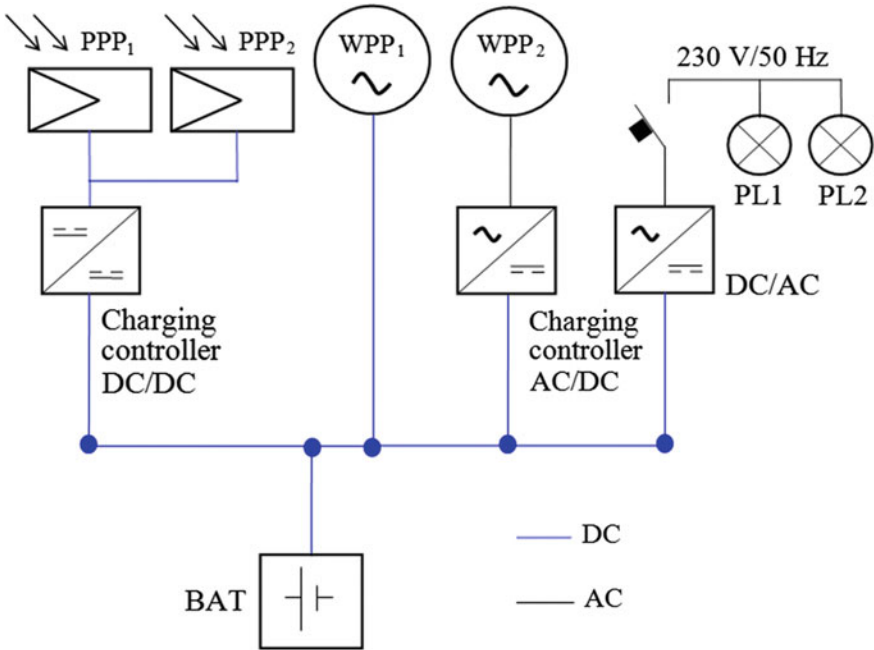 PPP₁
PPP₂
WPP₁
WPP₂
230 V/50 Hz
PL1
PL2
DC/AC
Charging
controller
DC/DC
Charging
controller
AC/DC
BAT
DC
AC